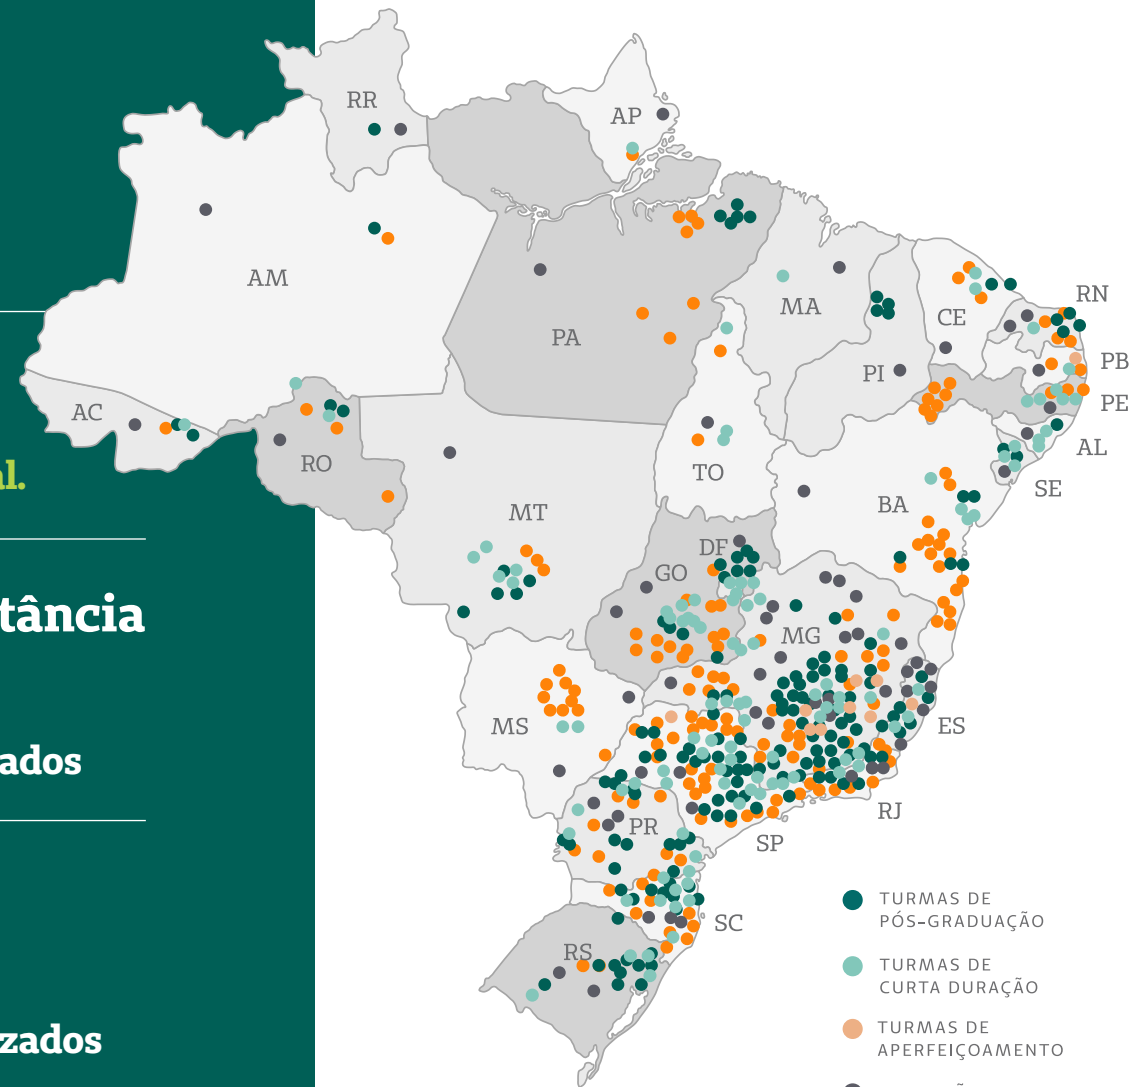 al.
tância
ados
zados
RR
AP
AM
PA
MA
CE
RN
PB
PI
PE
AC
AL
RO
TO
SE
MT
BA
DF
GO
MG
MS
ES
RJ
PR
SP
SC
RS
TURMAS DE
PÓS-GRADUAÇÃO
TURMAS DE
CURTA DURAÇÃO
TURMAS DE
APERFEIÇOAMENTO